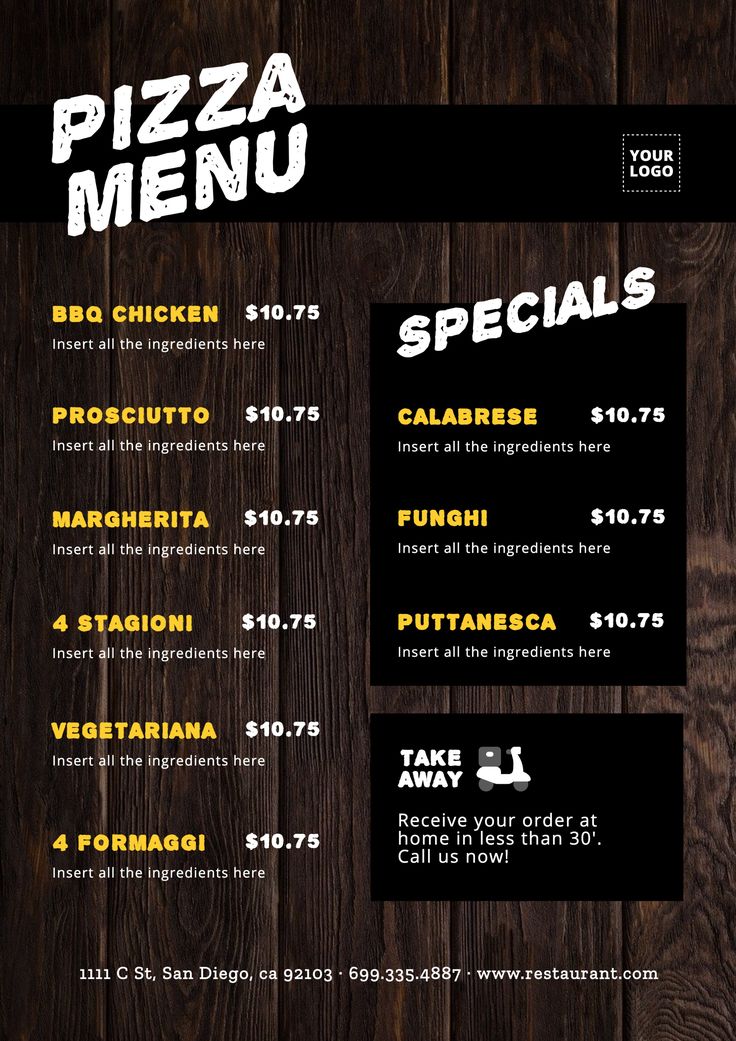 PIZZA
MENU
YOUR
LOGO
BBQ CHICKEN $10.75
Insert all the ingredients here
PROSCIUTTO $10.75
Insert all the ingredients here
MARGHERITA $10.75
Insert all the ingredients here
4 STAGIONI $10.75
Insert all the ingredients here
VEGETARIANA $10.75
Insert all the ingredients here
4 FORMAGGI $10.75
Insert all the ingredients here
SPECIALS
CALABRESE $10.75
Insert all the ingredients here
FUNGHI $10.75
Insert all the ingredients here
PUTTANESCA $10.75
Insert all the ingredients here
TAKE
AWAY
Receive your order at
home in less than 30'.
Call us now!
1111 C St, San Diego, ca 92103 · 699.335.4887 · www.restaurant.com